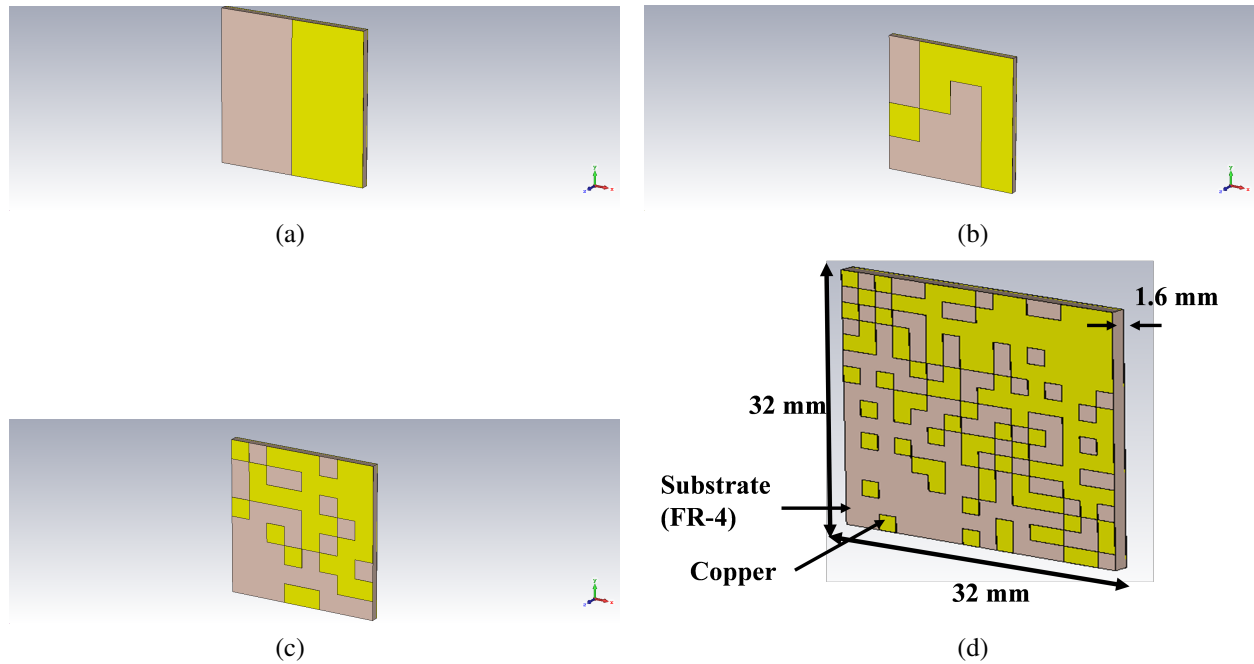 (a)
(b)
1.6 mm
32 mm
Substrate
(FR-4)
Copper
32 mm
(c)
(d)